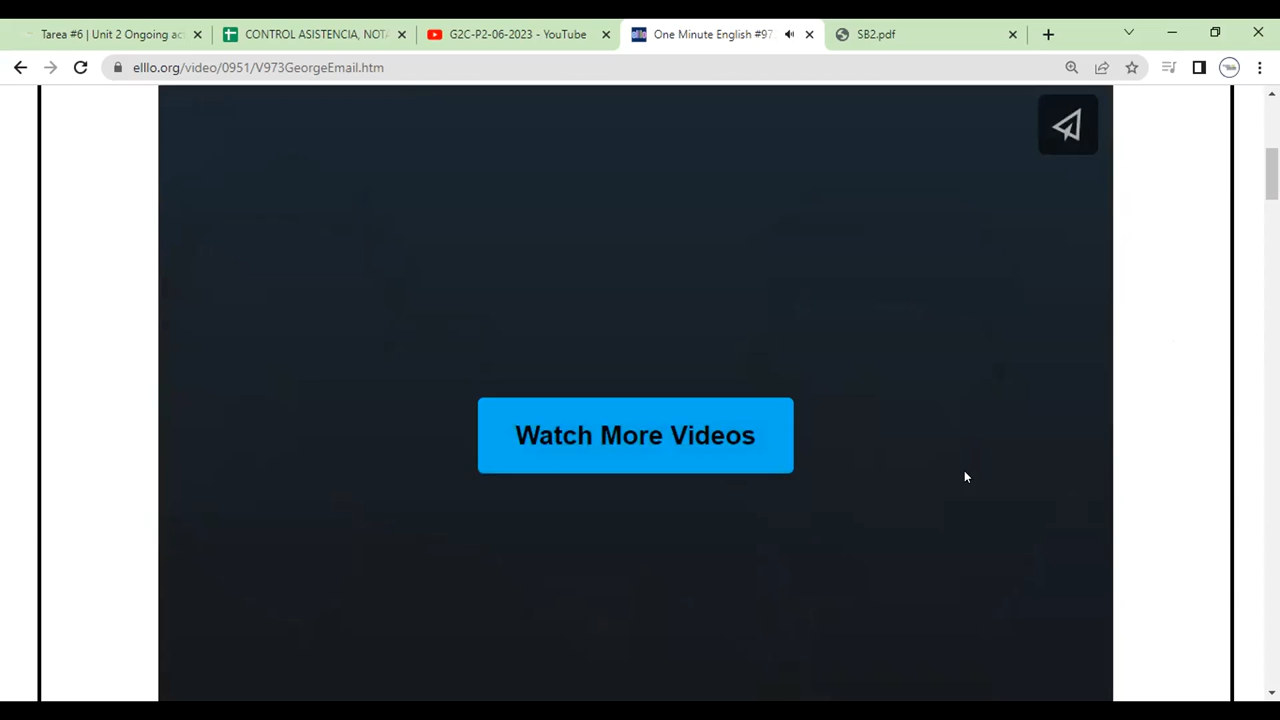 Tarea #6 | Unit 2 Ongoing ac
CONTROL ASISTENCIA, NOTA
G2C-P2-06-2023 - YouTube
elllo
One Minute English #97
SB2.pdf
elllo.org/video/0951/V973GeorgeEmail.htm
Watch More Videos